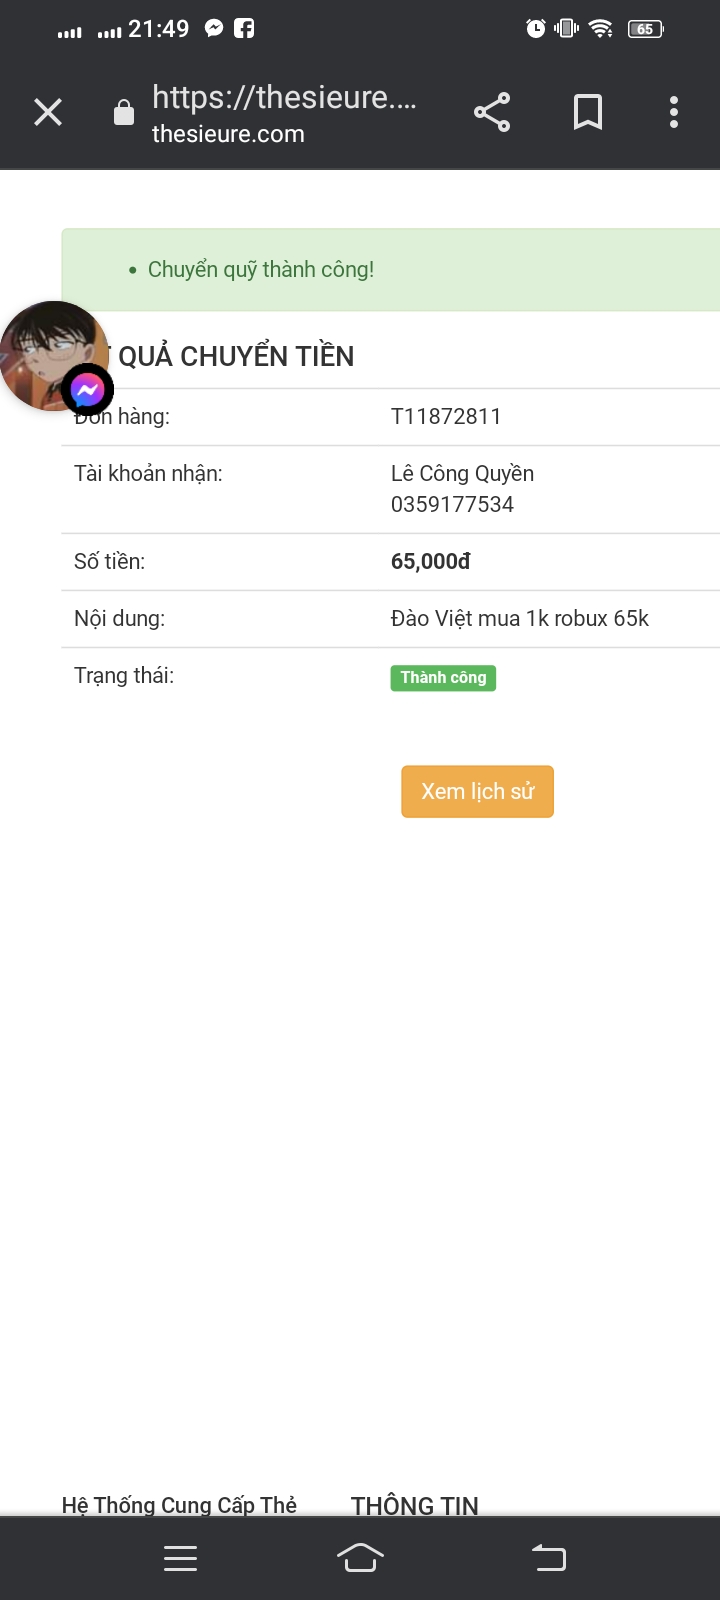 21:49
65
https://thesieure....
thesieure.com
Chuyển quỹ thành công!
QUẢ CHUYỂN TIỀN
Đơn hàng: T11872811
Tài khoản nhận: Lê Công Quyền
0359177534
Số tiền: 65,000đ
Nội dung: Đào Việt mua 1k robux 65k
Trạng thái: Thành công
Xem lịch sử
Hệ Thống Cung Cấp Thẻ THÔNG TIN